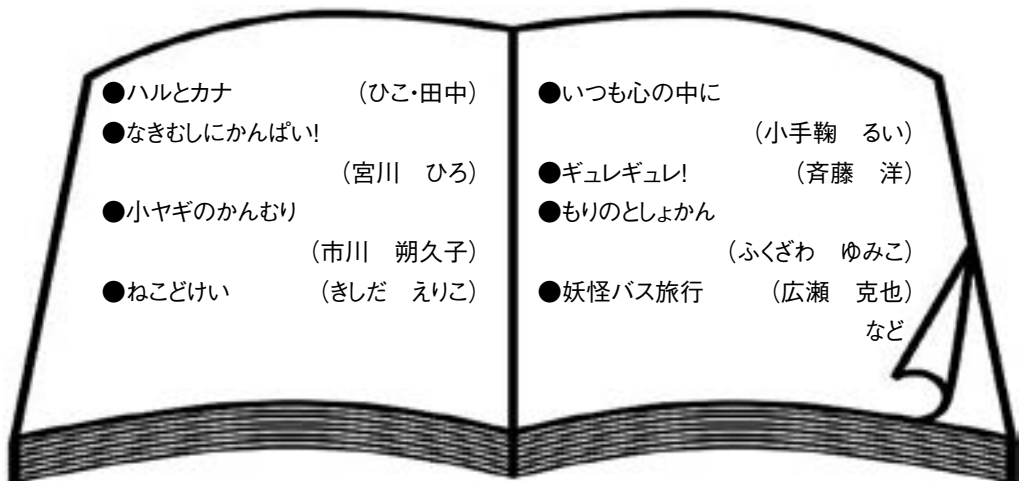 ●ハルとカナ　(ひこ・田中)
●なきむしにかんぱい!
(宮川　ひろ)
●小ヤギのかんむり
(市川　朔久子)
●ねこどけい　(きしだ　えりこ)
●いつも心の中に
(小手鞠　るい)
●ギュレギュレ!　(斉藤　洋)
●もりのとしょかん
(ふくざわ　ゆみこ)
●妖怪バス旅行　(広瀬　克也)
など